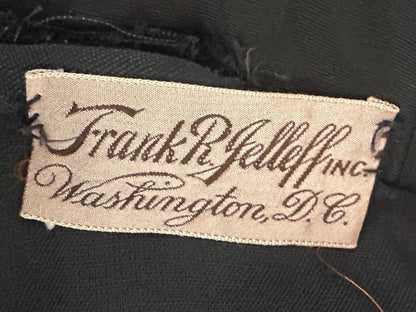 Frank R. Jelleff INC.
Washington, D.C.